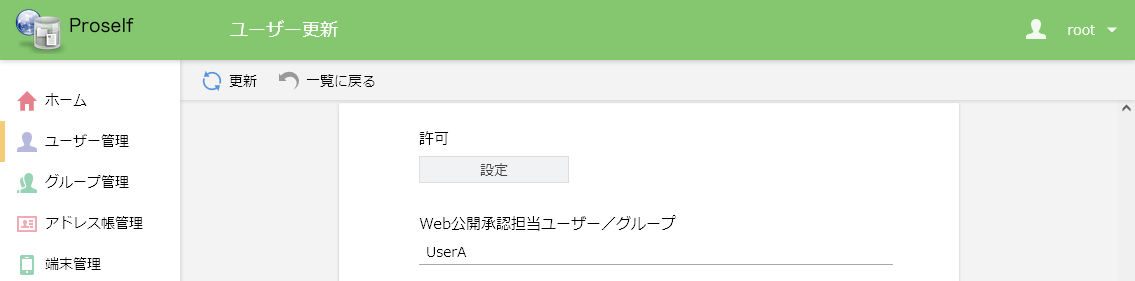 Proself
ユーザー更新
root
更新
一覧に戻る
ホーム
ユーザー管理
グループ管理
アドレス帳管理
端末管理
許可
設定
Web公開承認担当ユーザー／グループ
UserA